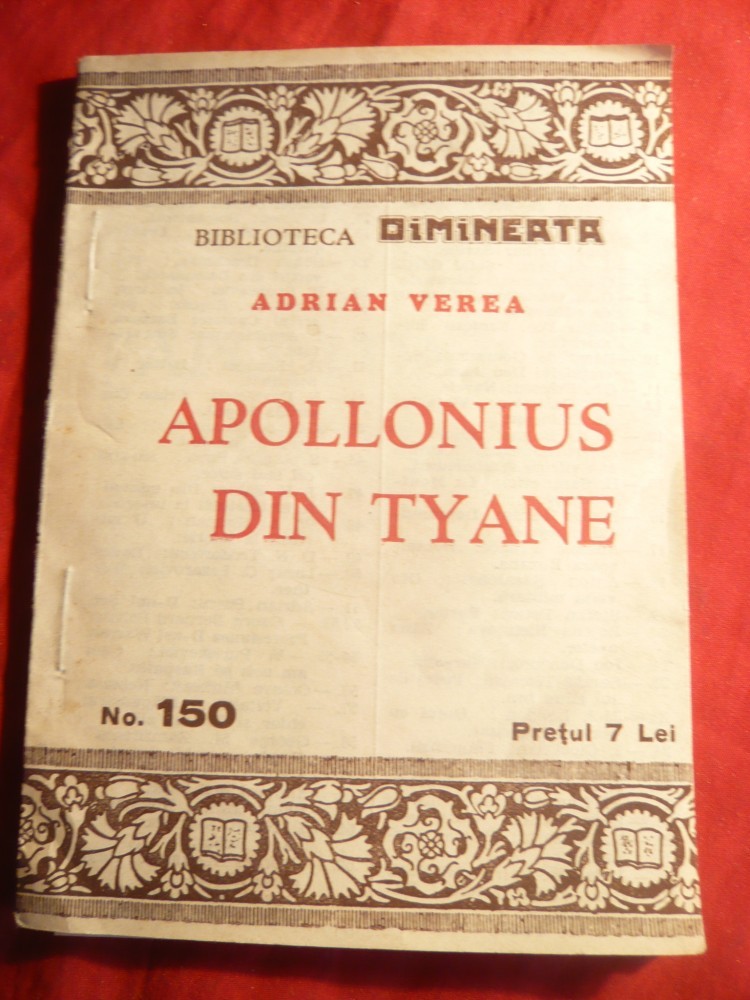 BIBLIOTECA DiMiNEATA
ADRIAN VEREA
APOLLONIUS
DIN TYANE
No. 150
Prețul 7 Lei